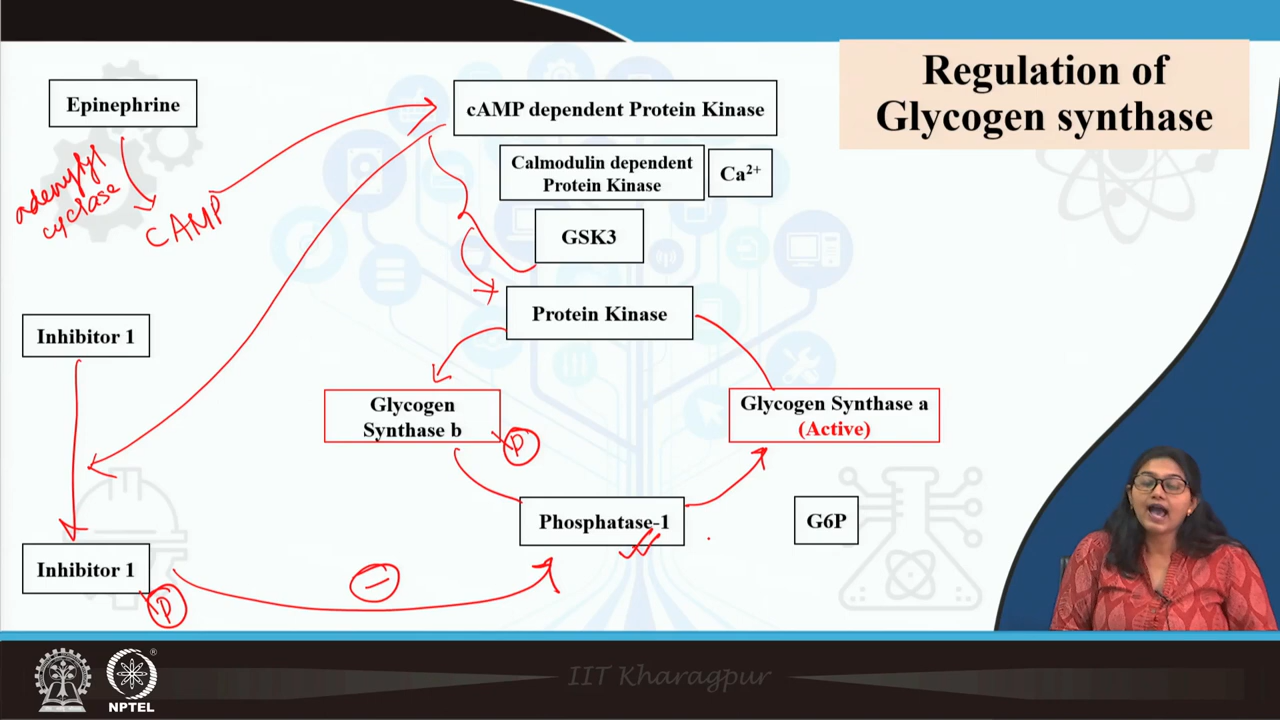 Regulation of
Glycogen synthase
Epinephrine
adenylyl
cyclase
cAMP
cAMP dependent Protein Kinase
Calmodulin dependent
Protein Kinase
Ca²⁺
GSK3
Protein Kinase
Inhibitor 1
Glycogen
Synthase b
P
Glycogen Synthase a
(Active)
Phosphatase-1
G6P
Inhibitor 1
P
−
IIT Kharagpur
NPTEL
®